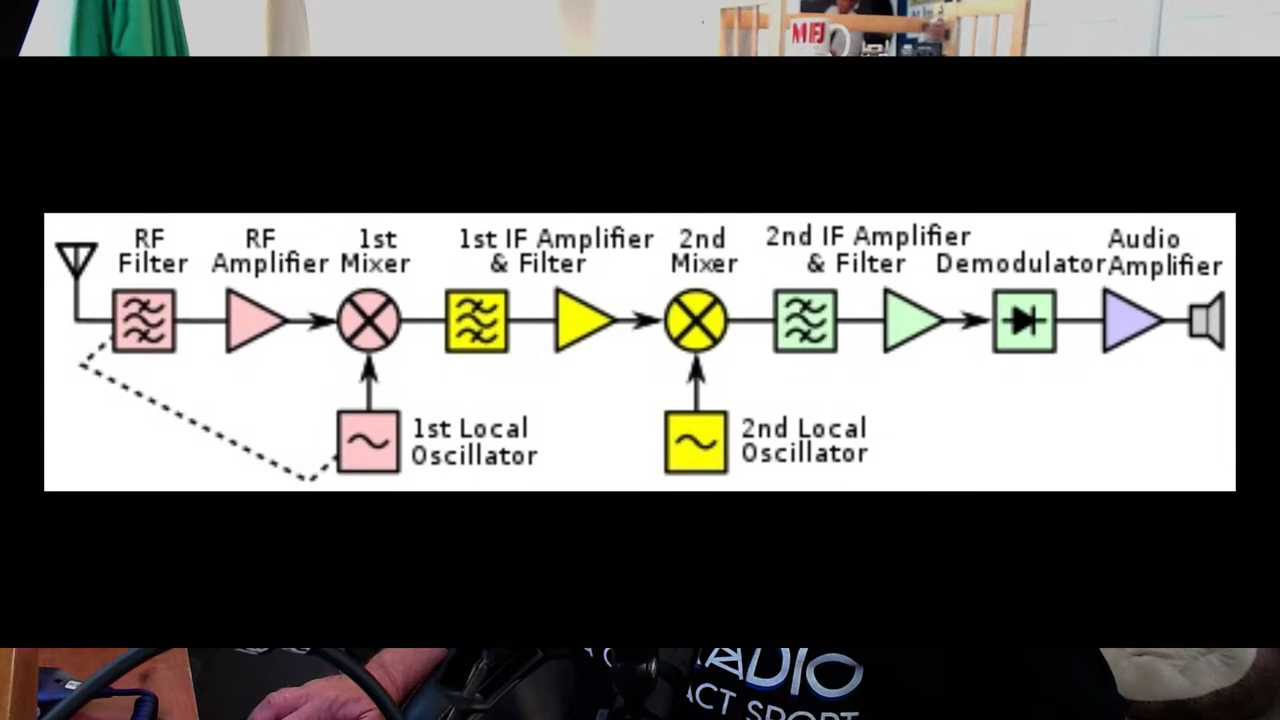 MFJ
RF
Filter
RF
Amplifier
1st
Mixer
1st IF Amplifier
& Filter
2nd
Mixer
2nd IF Amplifier
& Filter
Demodulator
Audio
Amplifier
1st Local
Oscillator
2nd Local
Oscillator
RADIO
ACT SPORT